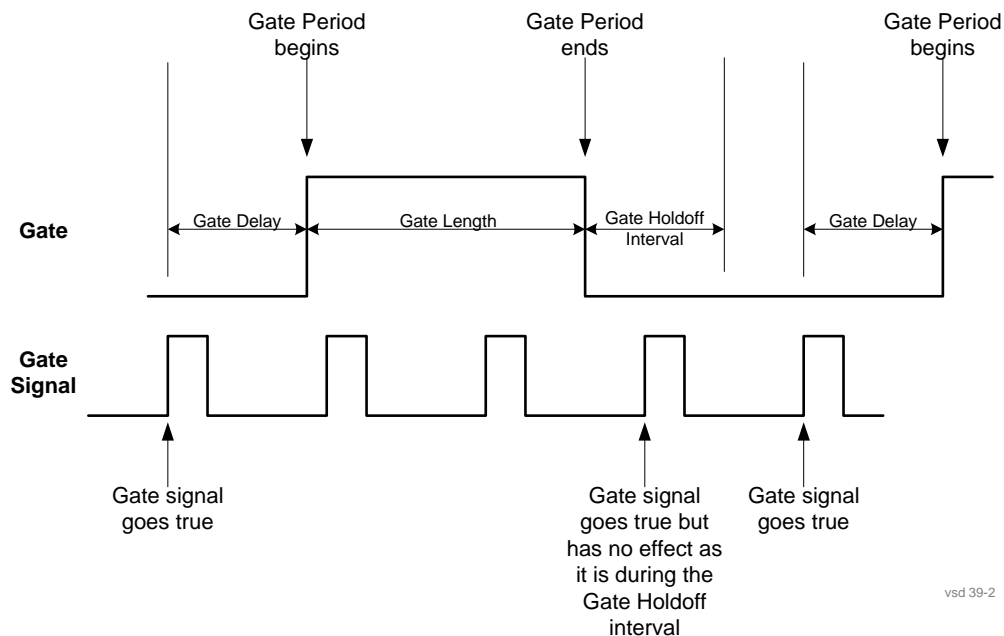 Gate Period
begins
Gate Period
ends
Gate Period
begins
Gate
Gate Delay
Gate Length
Gate Holdoff
Interval
Gate Delay
Gate
Signal
Gate signal
goes true
Gate signal
goes true but
has no effect as
it is during the
Gate Holdoff
interval
Gate signal
goes true
vsd 39-2